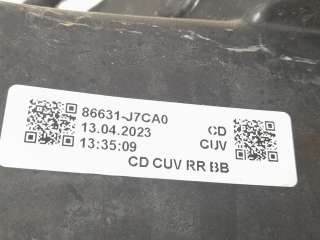 86631-J7CA0
13.04.2023 CD
13:35:09 CUV
CD CUV RR BB